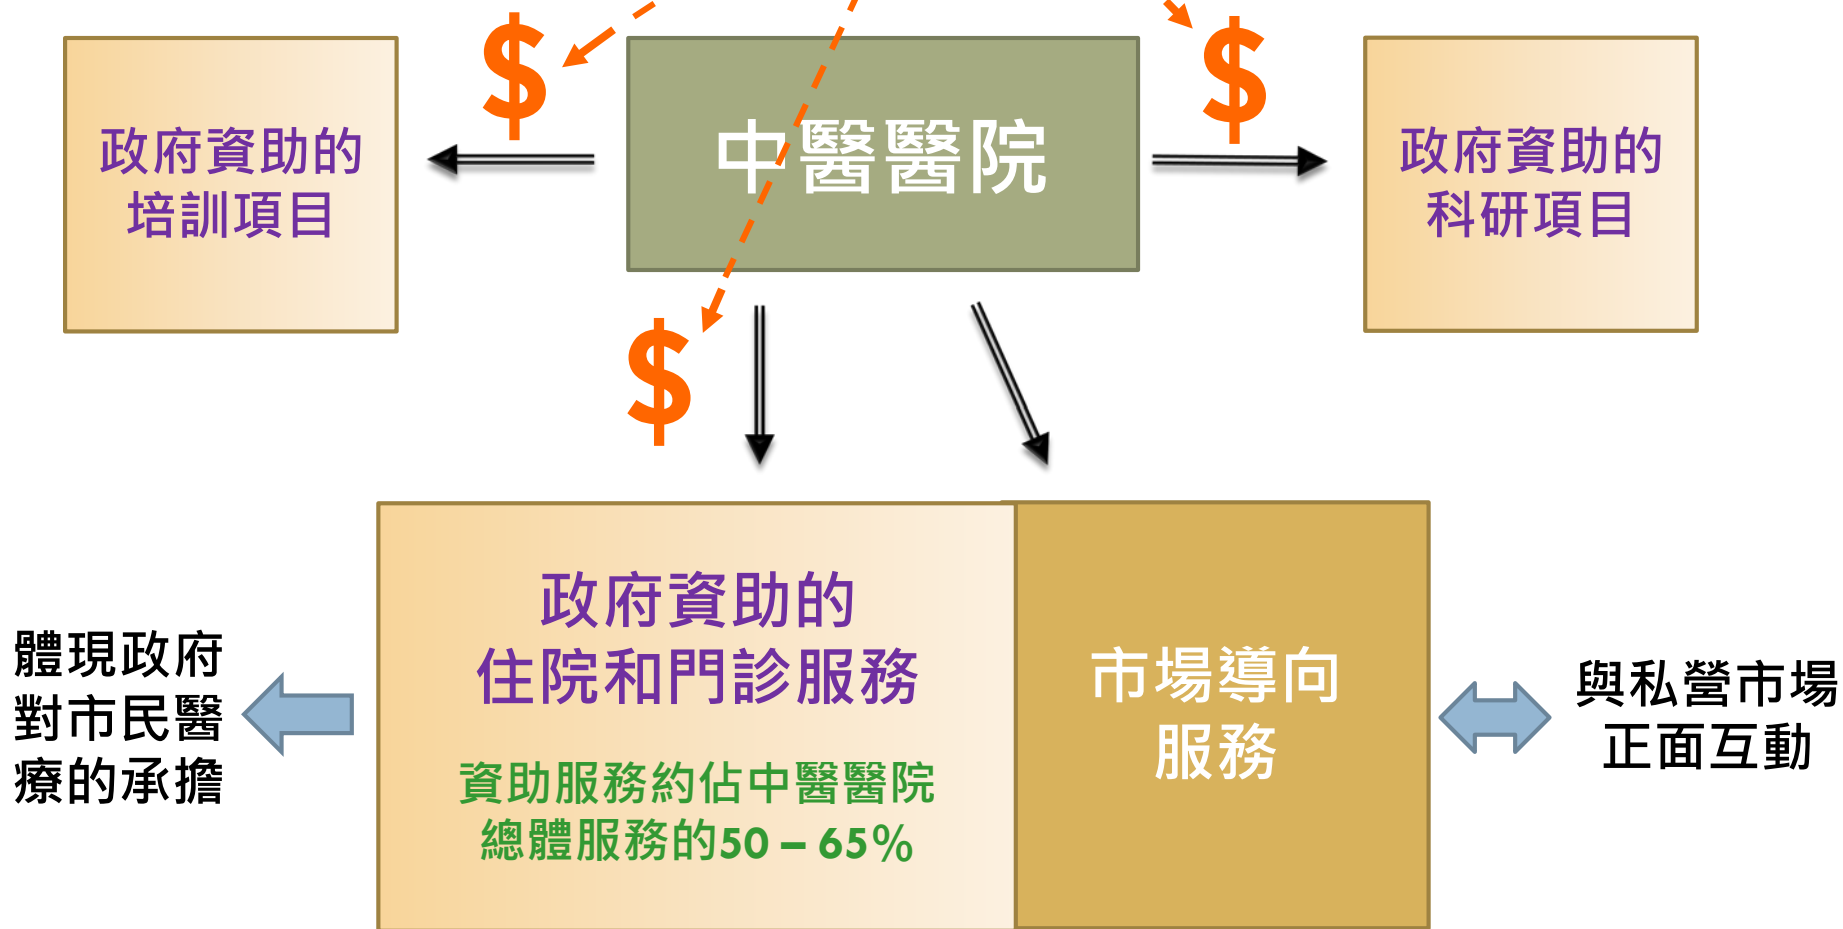 $
$
政府資助的
培訓項目
中醫醫院
政府資助的
科研項目
$
政府資助的
住院和門診服務
資助服務約佔中醫醫院
總體服務的50 – 65%
市場導向
服務
體現政府
對市民醫
療的承擔
與私營市場
正面互動